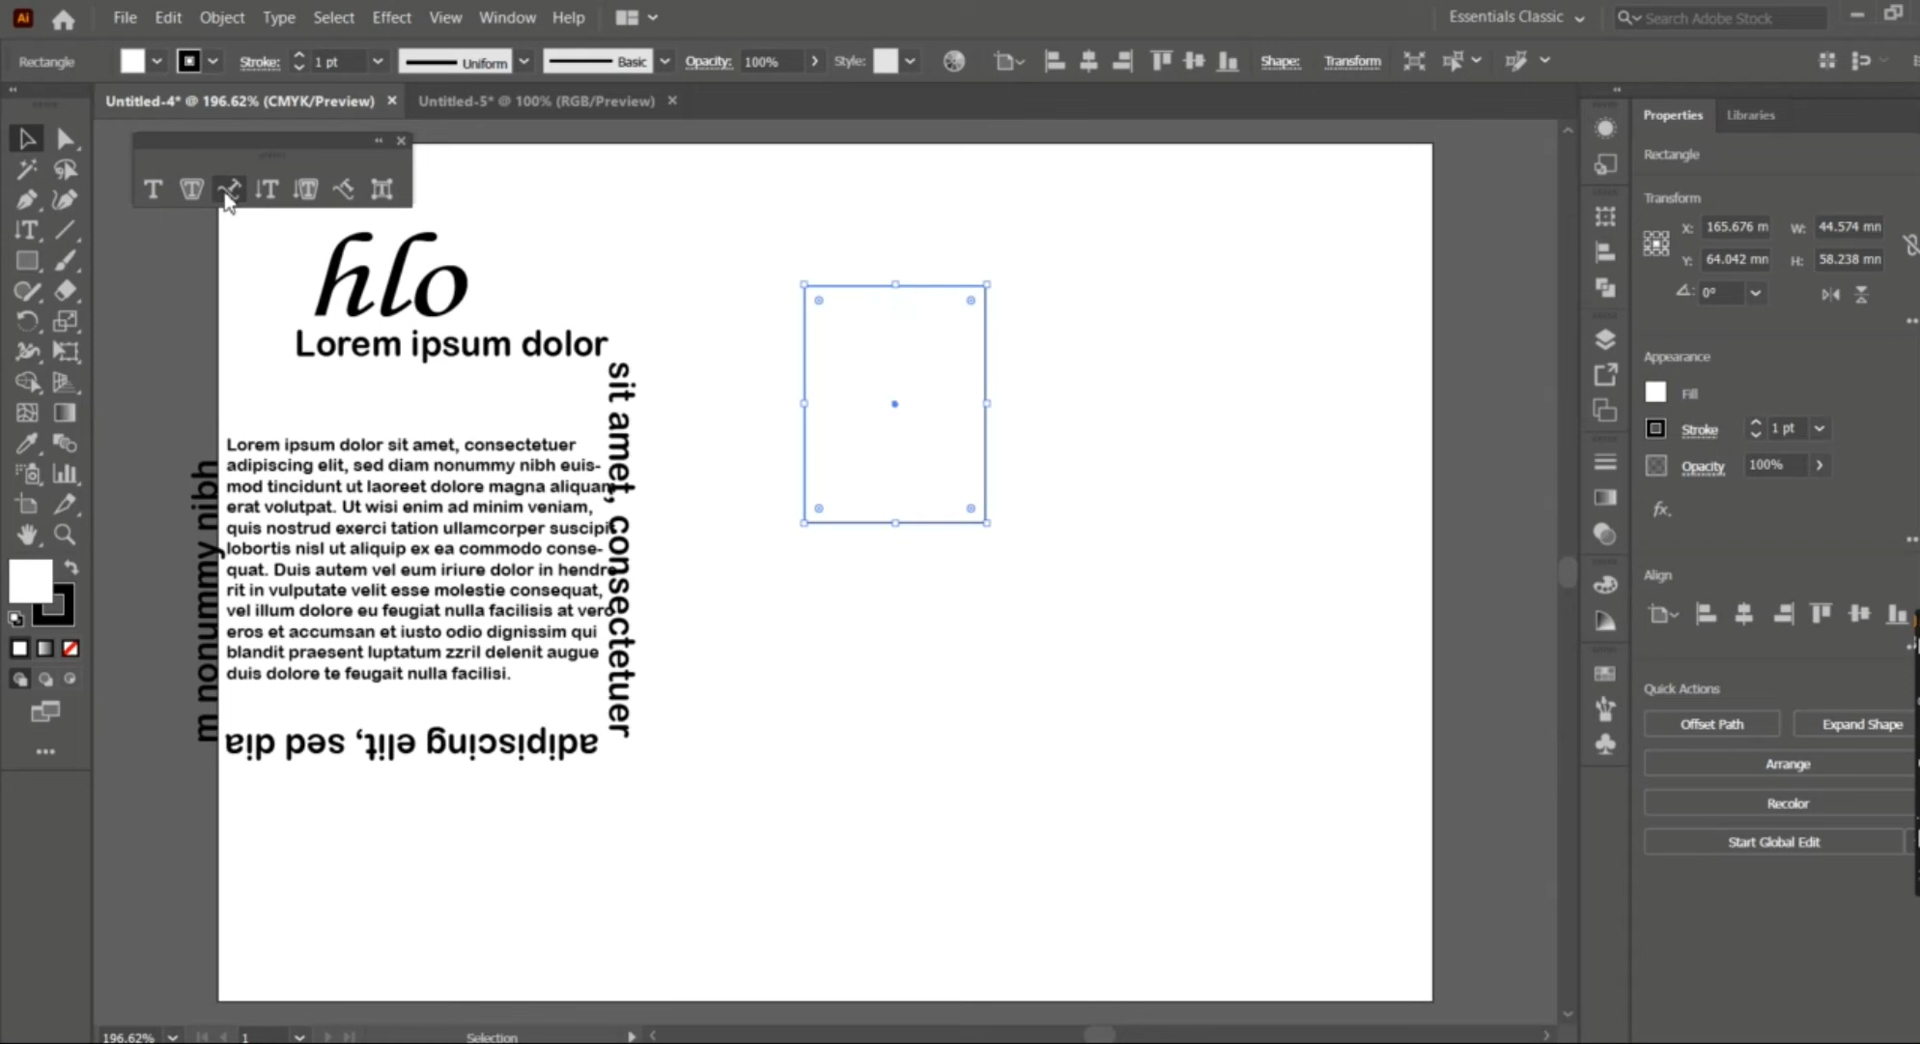 Ai File Edit Object Type Select Effect View Window Help Essentials Classic Search Adobe Stock
Rectangle Stroke: 1 pt Uniform Basic Opacity: 100% Style: Shape: Transform
Untitled-4* @ 196.62% (CMYK/Preview) × Untitled-5* @ 100% (RGB/Preview) ×
Properties Libraries
Rectangle
Transform
X: 165.676 m W: 44.574 mn
Y: 64.042 mn H: 58.238 mn
0°
Appearance
Fill
Stroke 1 pt
Opacity 100%
fx.
Align
Quick Actions
Offset Path Expand Shape
Arrange
Recolor
Start Global Edit
hlo
Lorem ipsum dolor
sit amet, consectetuer
adipiscing elit, sed dia
m nonummy nibh
Lorem ipsum dolor sit amet, consectetuer
adipiscing elit, sed diam nonummy nibh euis-
mod tincidunt ut laoreet dolore magna aliquam
erat volutpat. Ut wisi enim ad minim veniam,
quis nostrud exerci tation ullamcorper suscipit
lobortis nisl ut aliquip ex ea commodo conse-
quat. Duis autem vel eum iriure dolor in hendre
rit in vulputate velit esse molestie consequat,
vel illum dolore eu feugiat nulla facilisis at vero
eros et accumsan et iusto odio dignissim qui
blandit praesent luptatum zzril delenit augue
duis dolore te feugait nulla facilisi.
196.62% 1 Selection